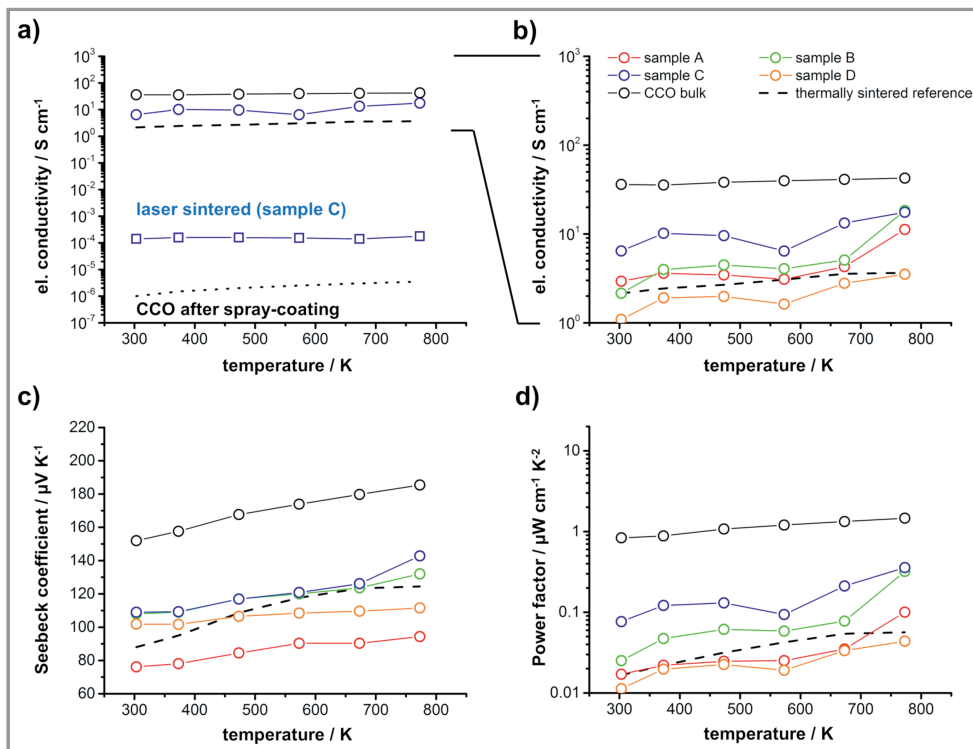 a)
10³
10²
10¹
10⁰
10⁻¹
10⁻²
10⁻³
10⁻⁴
10⁻⁵
10⁻⁶
10⁻⁷
el. conductivity / S cm⁻¹
laser sintered (sample C)
CCO after spray-coating
300 400 500 600 700 800
temperature / K
b)
10³
10²
10¹
10⁰
el. conductivity / S cm⁻¹
sample A sample B
sample C sample D
CCO bulk thermally sintered reference
300 400 500 600 700 800
temperature / K
c)
220
200
180
160
140
120
100
80
60
Seebeck coefficient / µV K⁻¹
300 400 500 600 700 800
temperature / K
d)
10
1
0.1
0.01
Power factor / µW cm⁻¹ K⁻²
300 400 500 600 700 800
temperature / K